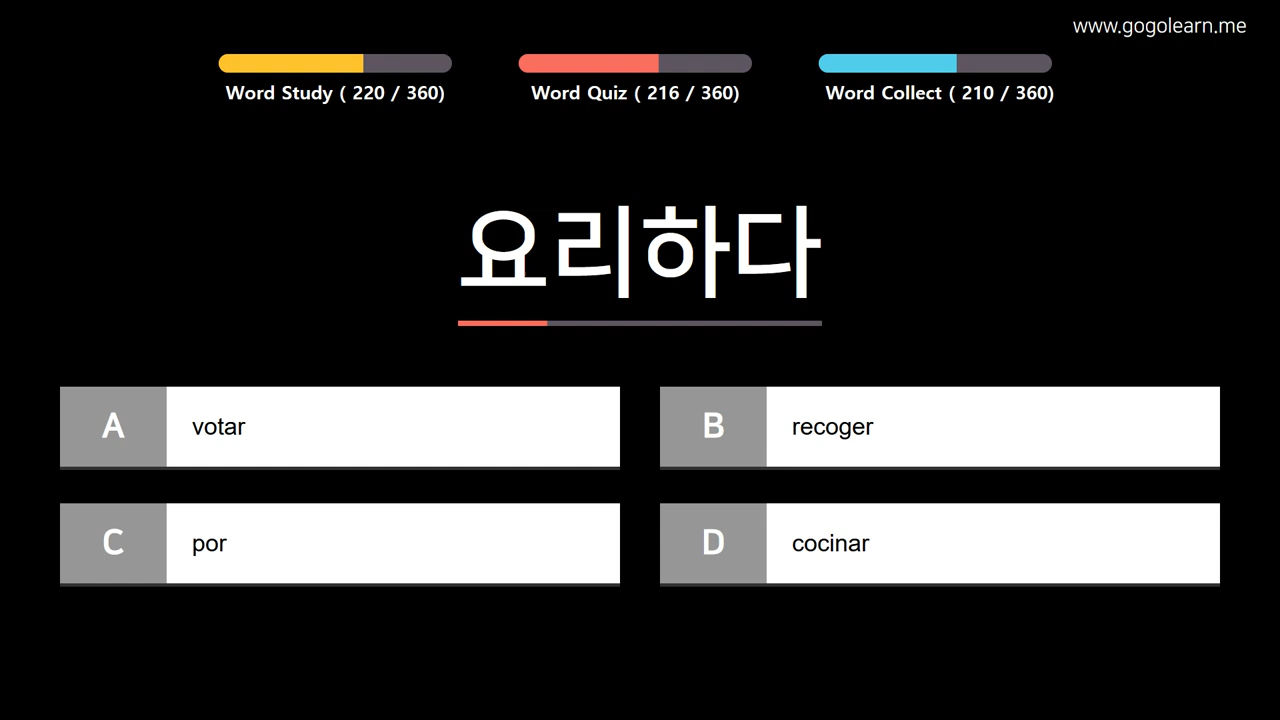 www.gogolearn.me
Word Study ( 220 / 360)
Word Quiz ( 216 / 360)
Word Collect ( 210 / 360)
요리하다
A
votar
B
recoger
C
por
D
cocinar